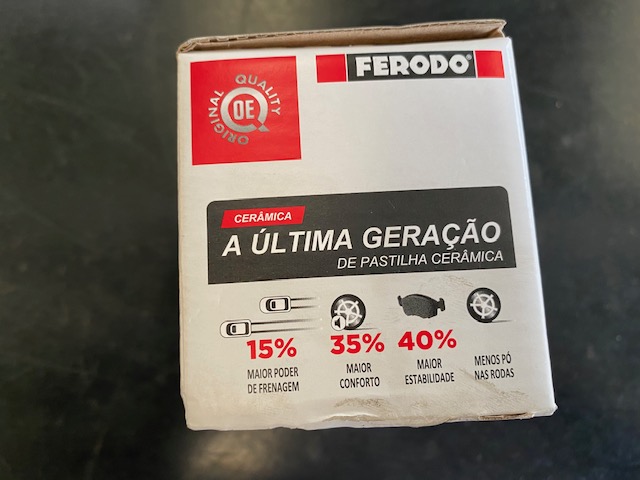 ORIGINAL QUALITY
OE
FERODO®
CERÂMICA
A ÚLTIMA GERAÇÃO
DE PASTILHA CERÂMICA
15%
MAIOR PODER
DE FRENAGEM
35%
MAIOR
CONFORTO
40%
MAIOR
ESTABILIDADE
MENOS PÓ
NAS RODAS